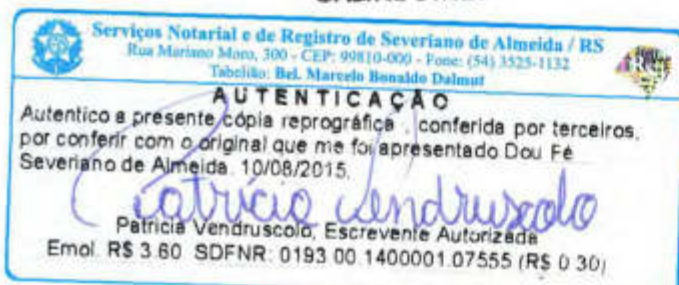 Serviços Notarial e de Registro de Severiano de Almeida / RS
Rua Mariano Moro, 300 - CEP: 99810-000 - Fone: (54) 3525-1132
Tabelião: Bel. Marcelo Bonaldo Dalmut
AUTENTICAÇÃO
Autentico a presente cópia reprográfica , conferida por terceiros,
por conferir com o original que me foi apresentado Dou Fé
Severiano de Almeida. 10/08/2015.
Patricia Vendruscolo
Patricia Vendruscolo, Escrevente Autorizada
Emol. R$ 3.60 SDFNR: 0193 00.1400001.07555 (R$ 0 30)